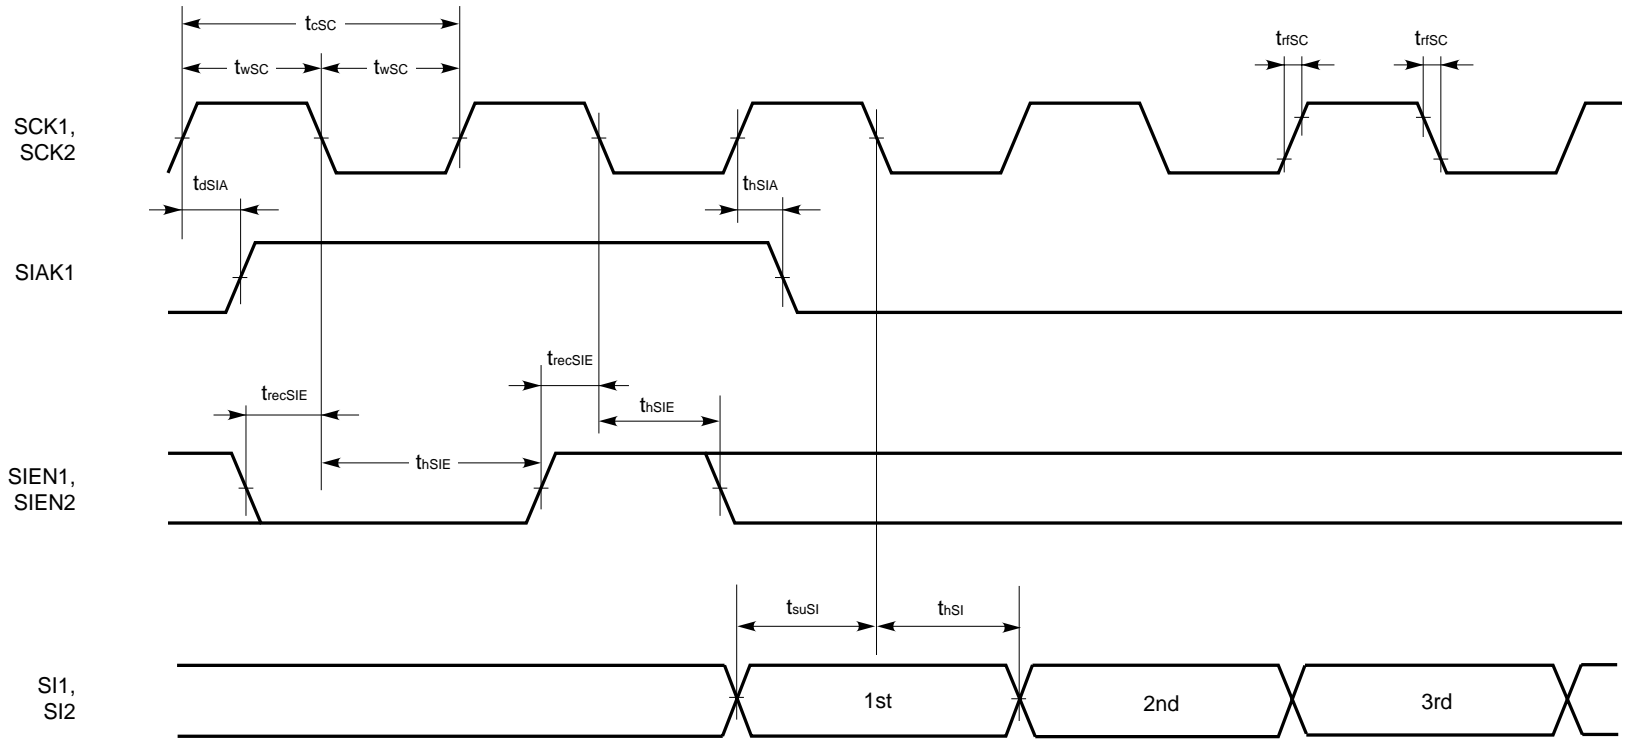 tcSC
twSC twSC
trfSC trfSC
SCK1,
SCK2
tdSIA thSIA
SIAK1
trecSIE
trecSIE
thSIE
thSIE
SIEN1,
SIEN2
tsuSI thSI
SI1,
SI2
1st 2nd 3rd